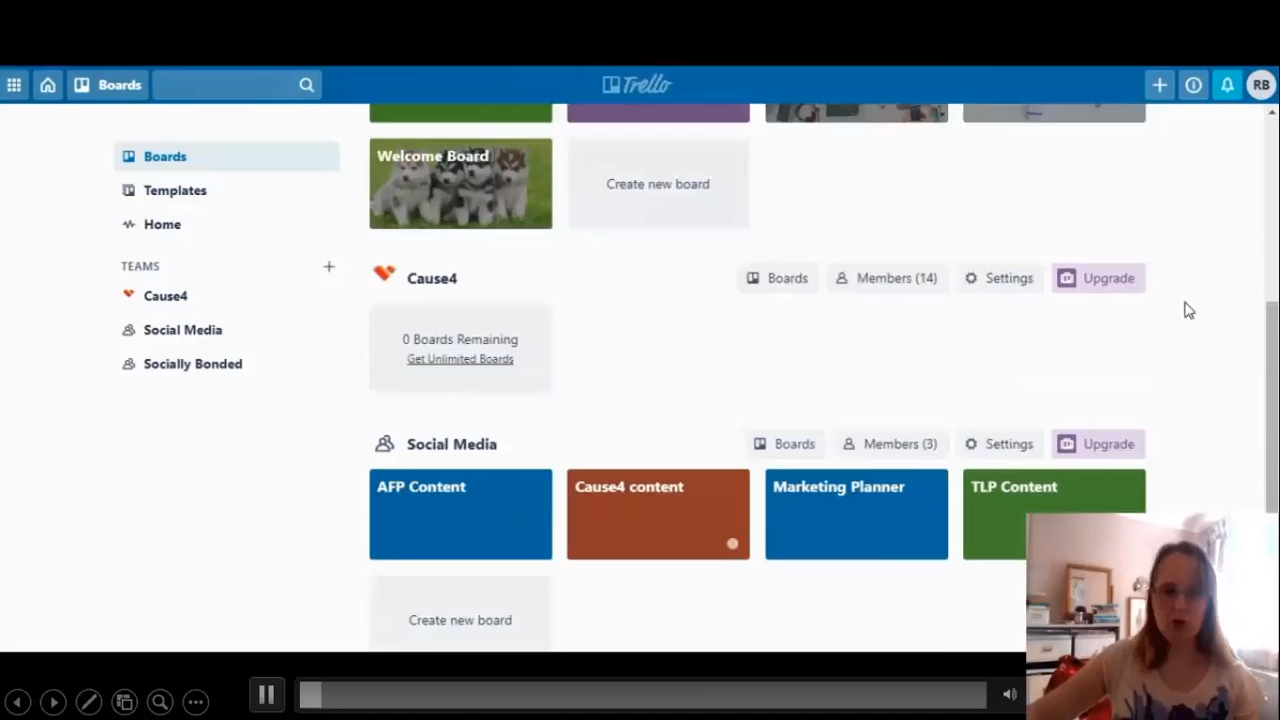 Boards
Trello
RB
Boards
Templates
Home
TEAMS
Cause4
Social Media
Socially Bonded
Welcome Board
Create new board
Cause4
Boards
Members (14)
Settings
Upgrade
0 Boards Remaining
Get Unlimited Boards
Social Media
Boards
Members (3)
Settings
Upgrade
AFP Content
Cause4 content
Marketing Planner
TLP Content
Create new board